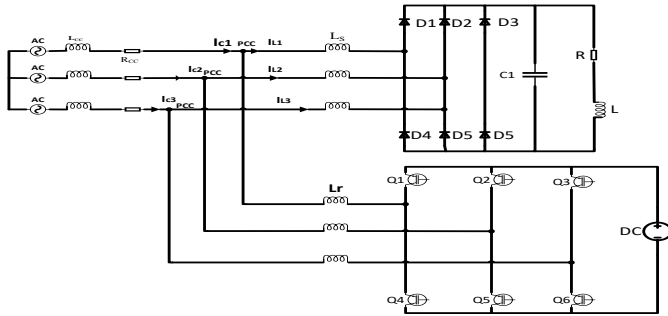 AC Lcc Ic1 PCC IL1 Ls D1 D2 D3
Rcc R
AC Ic2 PCC IL2 C1
AC Ic3 PCC IL3 L
D4 D5 D5
Lr Q1 Q2 Q3
DC
Q4 Q5 Q6